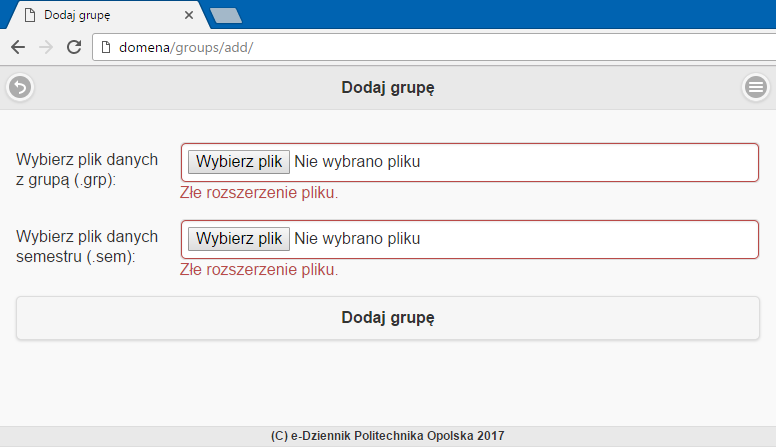 Dodaj grupę
domena/groups/add/
Dodaj grupę
Wybierz plik danych
z grupą (.grp):
Wybierz plik Nie wybrano pliku
Złe rozszerzenie pliku.
Wybierz plik danych
semestru (.sem):
Wybierz plik Nie wybrano pliku
Złe rozszerzenie pliku.
Dodaj grupę
(C) e-Dziennik Politechnika Opolska 2017